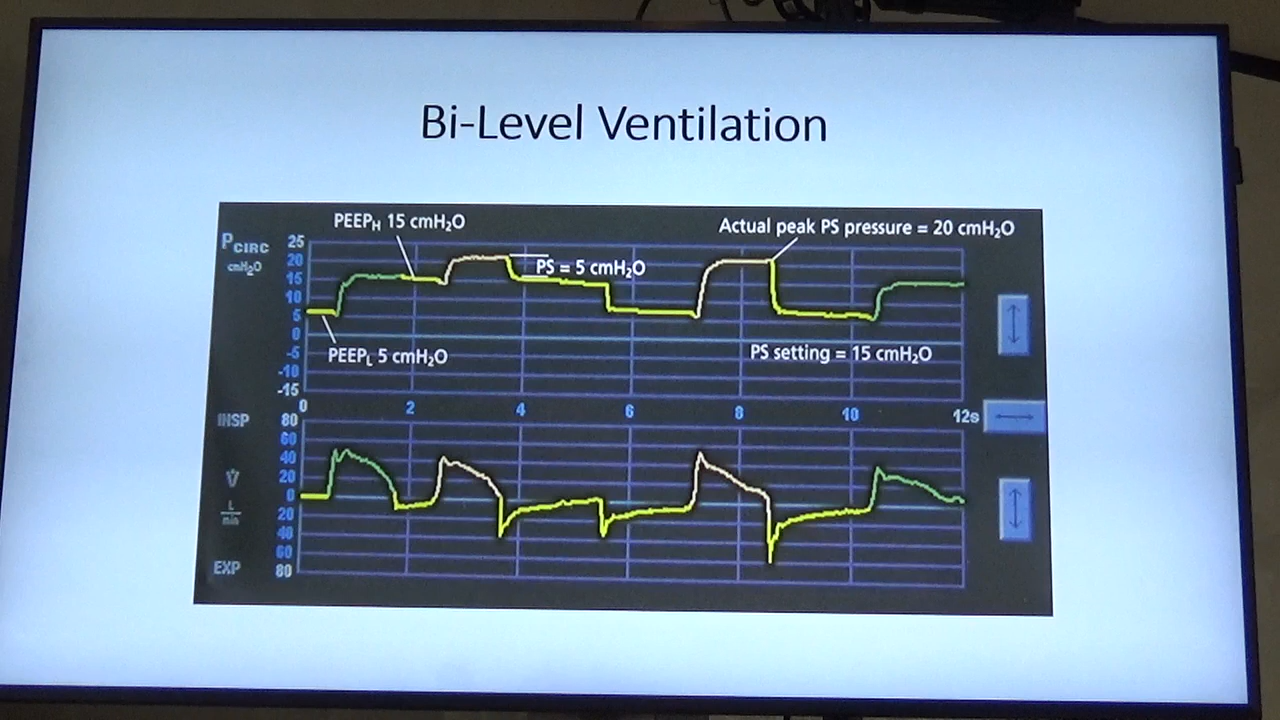 Bi-Level Ventilation
PEEPH 15 cmH2O
Actual peak PS pressure = 20 cmH2O
PCIRC
cmH2O
25
20
15
10
5
0
-5
-10
-15
PS = 5 cmH2O
PEEPL 5 cmH2O
PS setting = 15 cmH2O
0 2 4 6 8 10 12s
INSP
80
60
40
20
0
20
40
60
80
V̇
L
min
EXP